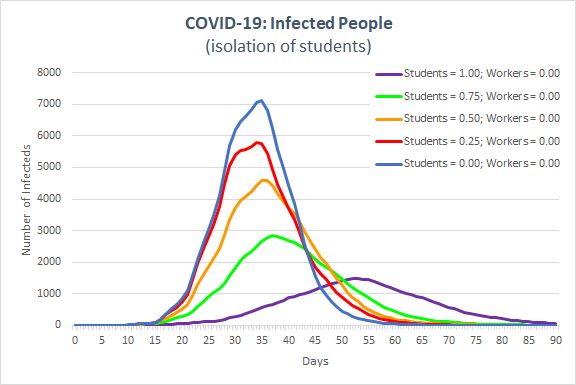 COVID-19: Infected People
(isolation of students)
8000
7000
6000
5000
4000
3000
2000
1000
0
Number of Infecteds
Students = 1.00; Workers = 0.00
Students = 0.75; Workers = 0.00
Students = 0.50; Workers = 0.00
Students = 0.25; Workers = 0.00
Students = 0.00; Workers = 0.00
0 5 10 15 20 25 30 35 40 45 50 55 60 65 70 75 80 85 90
Days